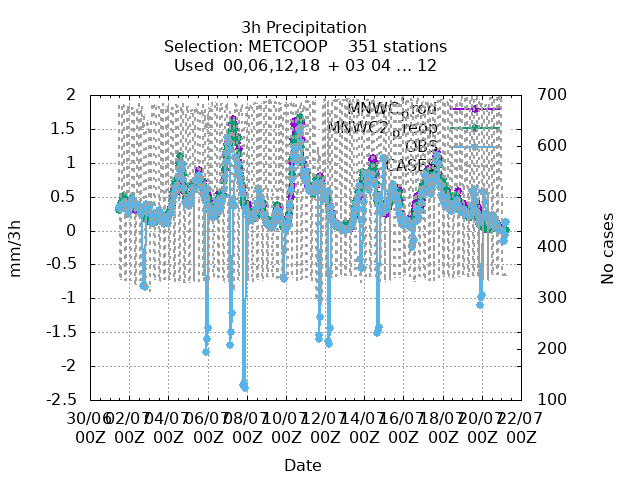 3h Precipitation
Selection: METCOOP 351 stations
Used 00,06,12,18 + 03 04 ... 12
2
1.5
1
0.5
0
-0.5
-1
-1.5
-2
-2.5
mm/3h
700
600
500
400
300
200
100
No cases
MNWC_prod
MNWC2_preop
OBS
CASES
30/06 02/07 04/07 06/07 08/07 10/07 12/07 14/07 16/07 18/07 20/07 22/07
00Z 00Z 00Z 00Z 00Z 00Z 00Z 00Z 00Z 00Z 00Z 00Z
Date